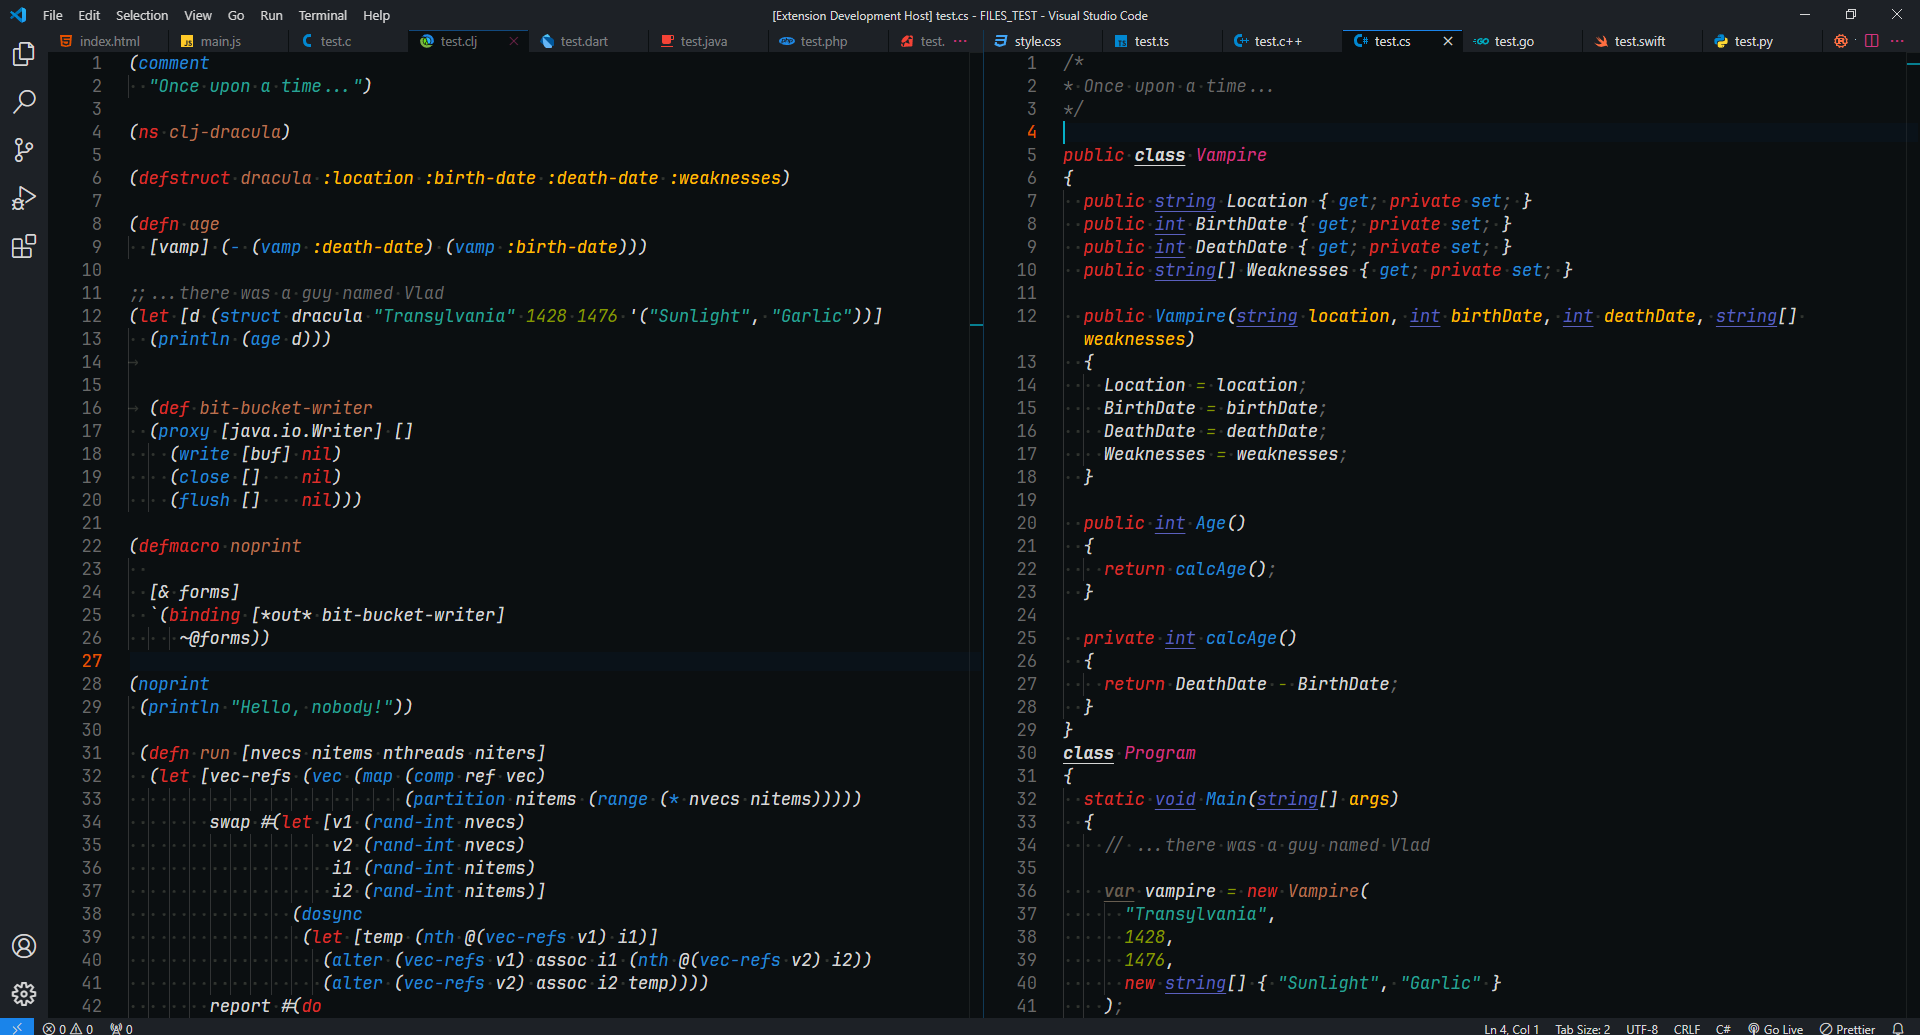 File Edit Selection View Go Run Terminal Help
[Extension Development Host] test.cs - FILES_TEST - Visual Studio Code
index.html main.js test.c test.clj test.dart test.java test.php test. ...
1 (comment
2 "Once upon a time...")
3
4 (ns clj-dracula)
5
6 (defstruct dracula :location :birth-date :death-date :weaknesses)
7
8 (defn age
9 [vamp] (- (vamp :death-date) (vamp :birth-date)))
10
11 ;;...there was a guy named Vlad
12 (let [d (struct dracula "Transylvania" 1428 1476 '("Sunlight", "Garlic"))]
13 (println (age d)))
14
15
16 (def bit-bucket-writer
17 (proxy [java.io.Writer] []
18 (write [buf] nil)
19 (close [] nil)
20 (flush [] nil)))
21
22 (defmacro noprint
23
24 [& forms]
25 `(binding [*out* bit-bucket-writer]
26 ~@forms))
27
28 (noprint
29 (println "Hello, nobody!"))
30
31 (defn run [nvecs nitems nthreads niters]
32 (let [vec-refs (vec (map (comp ref vec)
33 (partition nitems (range (* nvecs nitems)))))
34 swap #(let [v1 (rand-int nvecs)
35 v2 (rand-int nvecs)
36 i1 (rand-int nitems)
37 i2 (rand-int nitems)]
38 (dosync
39 (let [temp (nth @(vec-refs v1) i1)]
40 (alter (vec-refs v1) assoc i1 (nth @(vec-refs v2) i2))
41 (alter (vec-refs v2) assoc i2 temp))))
42 report #(do
style.css test.ts test.c++ test.cs test.go test.swift test.py
1 /*
2 * Once upon a time...
3 */
4
5 public class Vampire
6 {
7 public string Location { get; private set; }
8 public int BirthDate { get; private set; }
9 public int DeathDate { get; private set; }
10 public string[] Weaknesses { get; private set; }
11
12 public Vampire(string location, int birthDate, int deathDate, string[]
weaknesses)
13 {
14 Location = location;
15 BirthDate = birthDate;
16 DeathDate = deathDate;
17 Weaknesses = weaknesses;
18 }
19
20 public int Age()
21 {
22 return calcAge();
23 }
24
25 private int calcAge()
26 {
27 return DeathDate - BirthDate;
28 }
29 }
30 class Program
31 {
32 static void Main(string[] args)
33 {
34 // ...there was a guy named Vlad
35
36 var vampire = new Vampire(
37 "Transylvania",
38 1428,
39 1476,
40 new string[] { "Sunlight", "Garlic" }
41 );
0 0 0
Ln 4, Col 1 Tab Size: 2 UTF-8 CRLF C# Go Live Prettier